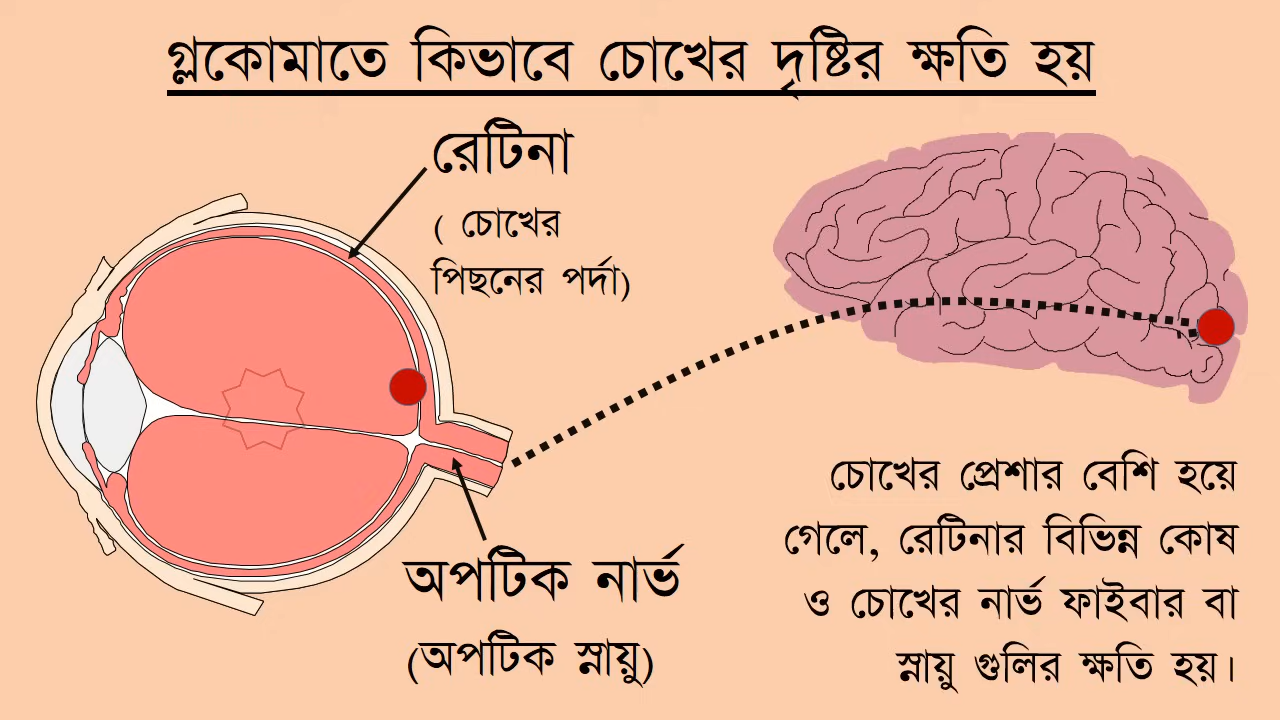 গ্লকোমাতে কিভাবে চোখের দৃষ্টির ক্ষতি হয়
রেটিনা
( চোখের
পিছনের পর্দা)
অপটিক নার্ভ
(অপটিক স্নায়ু)
চোখের প্রেশার বেশি হয়ে
গেলে, রেটিনার বিভিন্ন কোষ
ও চোখের নার্ভ ফাইবার বা
স্নায়ু গুলির ক্ষতি হয়।